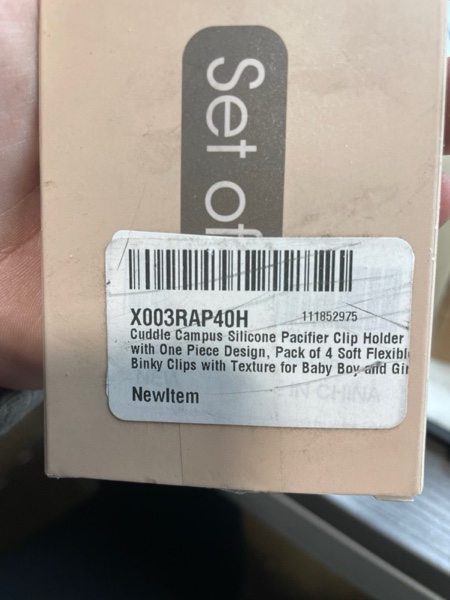 Set of
X003RAP40H 111852975
Cuddle Campus Silicone Pacifier Clip Holder
with One Piece Design, Pack of 4 Soft Flexibl
Binky Clips with Texture for Baby Boy and Gir
NewItem
IN CHINA